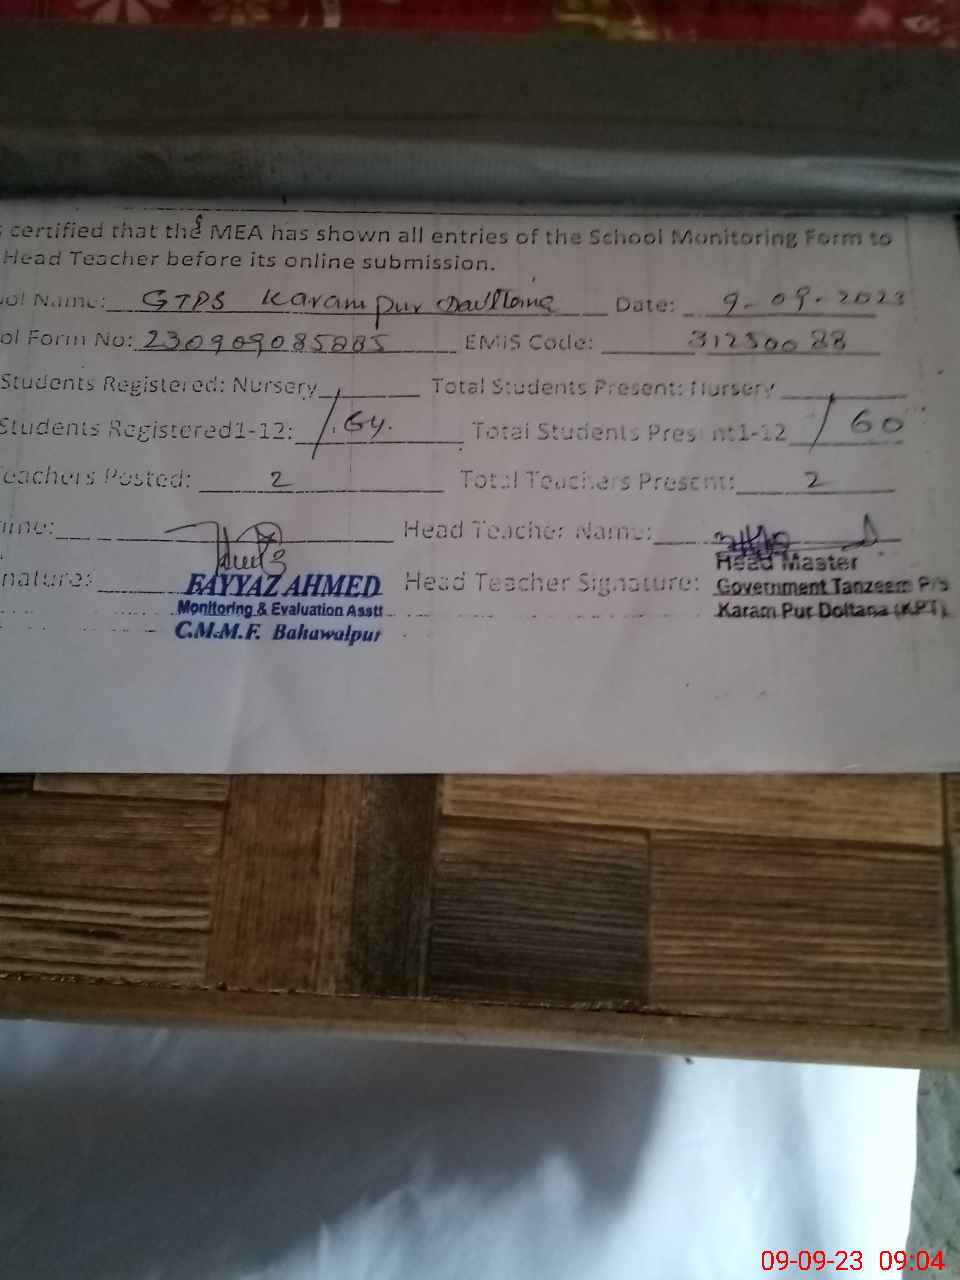 certified that the MEA has shown all entries of the School Monitoring Form to
Head Teacher before its online submission.
ol Name: GTPS Karampur Daultana Date: 9-09-2023
ol Form No: 230909085885 EMIS Code: 31250088
Students Registered: Nursery Total Students Present: Nursery
Students Registered1-12: / 64. Total Students Present1-12 / 60
eachers Posted: 2 Total Teachers Present: 2
Head Teacher Name:
nature: Head Teacher Signature:
FAYYAZ AHMED
Monitoring & Evaluation Asstt
C.M.M.F. Bahawalpur
Head Master
Government Tanzeem P/S
Karam Pur Doltana (KPT)
09-09-23 09:04